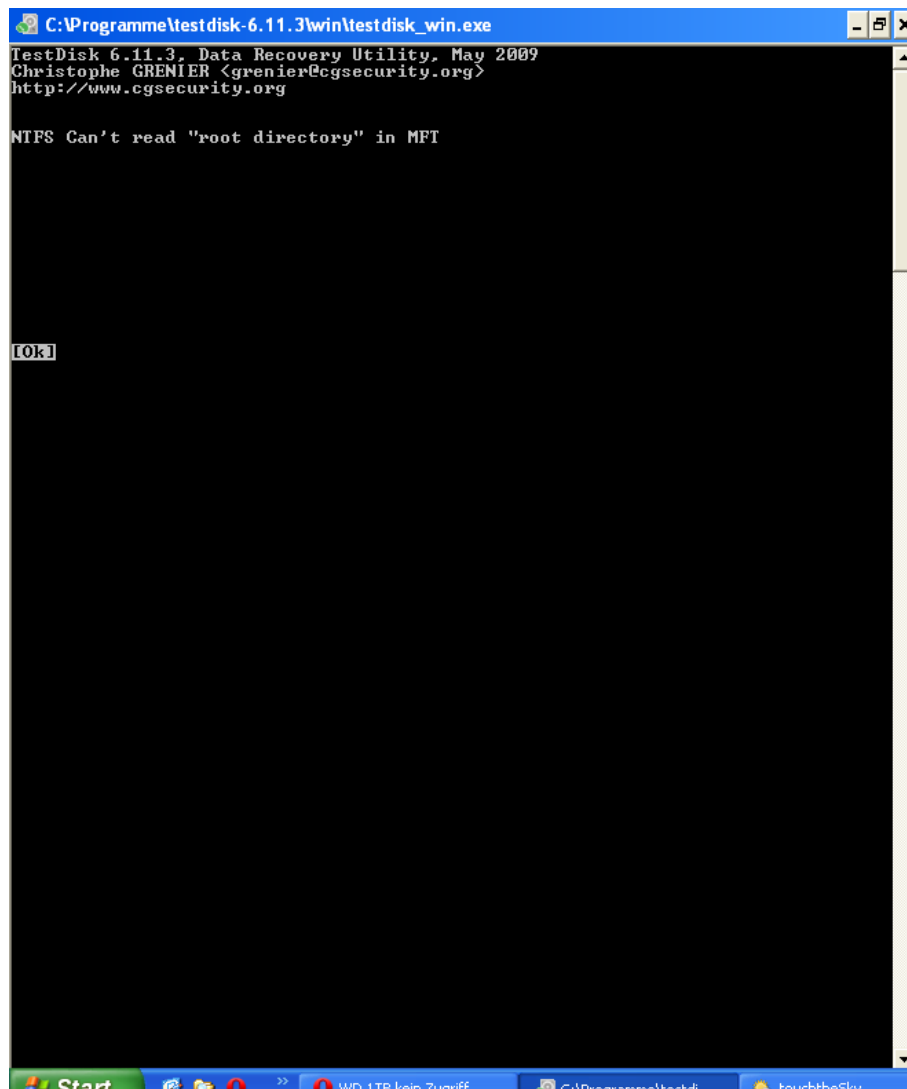 C:\Programme\testdisk-6.11.3\win\testdisk_win.exe
TestDisk 6.11.3, Data Recovery Utility, May 2009
Christophe GRENIER <grenier@cgsecurity.org>
http://www.cgsecurity.org
NTFS Can't read "root directory" in MFT
[Ok]
Start
WD 1TB kein Zugriff
C:\Programme\testdi
touchtheSky